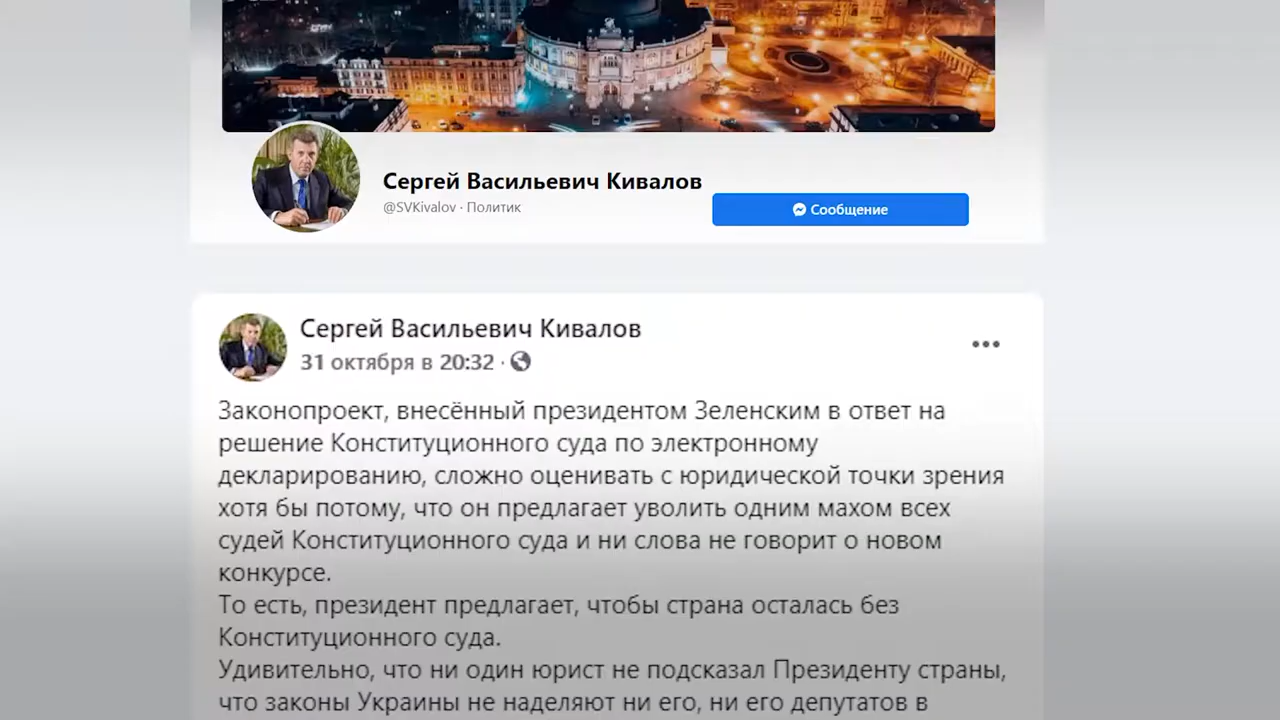 Сергей Васильевич Кивалов
@SVKivalov · Политик
Сообщение
Сергей Васильевич Кивалов
31 октября в 20:32 ·
Законопроект, внесённый президентом Зеленским в ответ на
решение Конституционного суда по электронному
декларированию, сложно оценивать с юридической точки зрения
хотя бы потому, что он предлагает уволить одним махом всех
судей Конституционного суда и ни слова не говорит о новом
конкурсе.
То есть, президент предлагает, чтобы страна осталась без
Конституционного суда.
Удивительно, что ни один юрист не подсказал Президенту страны,
что законы Украины не наделяют ни его, ни его депутатов в